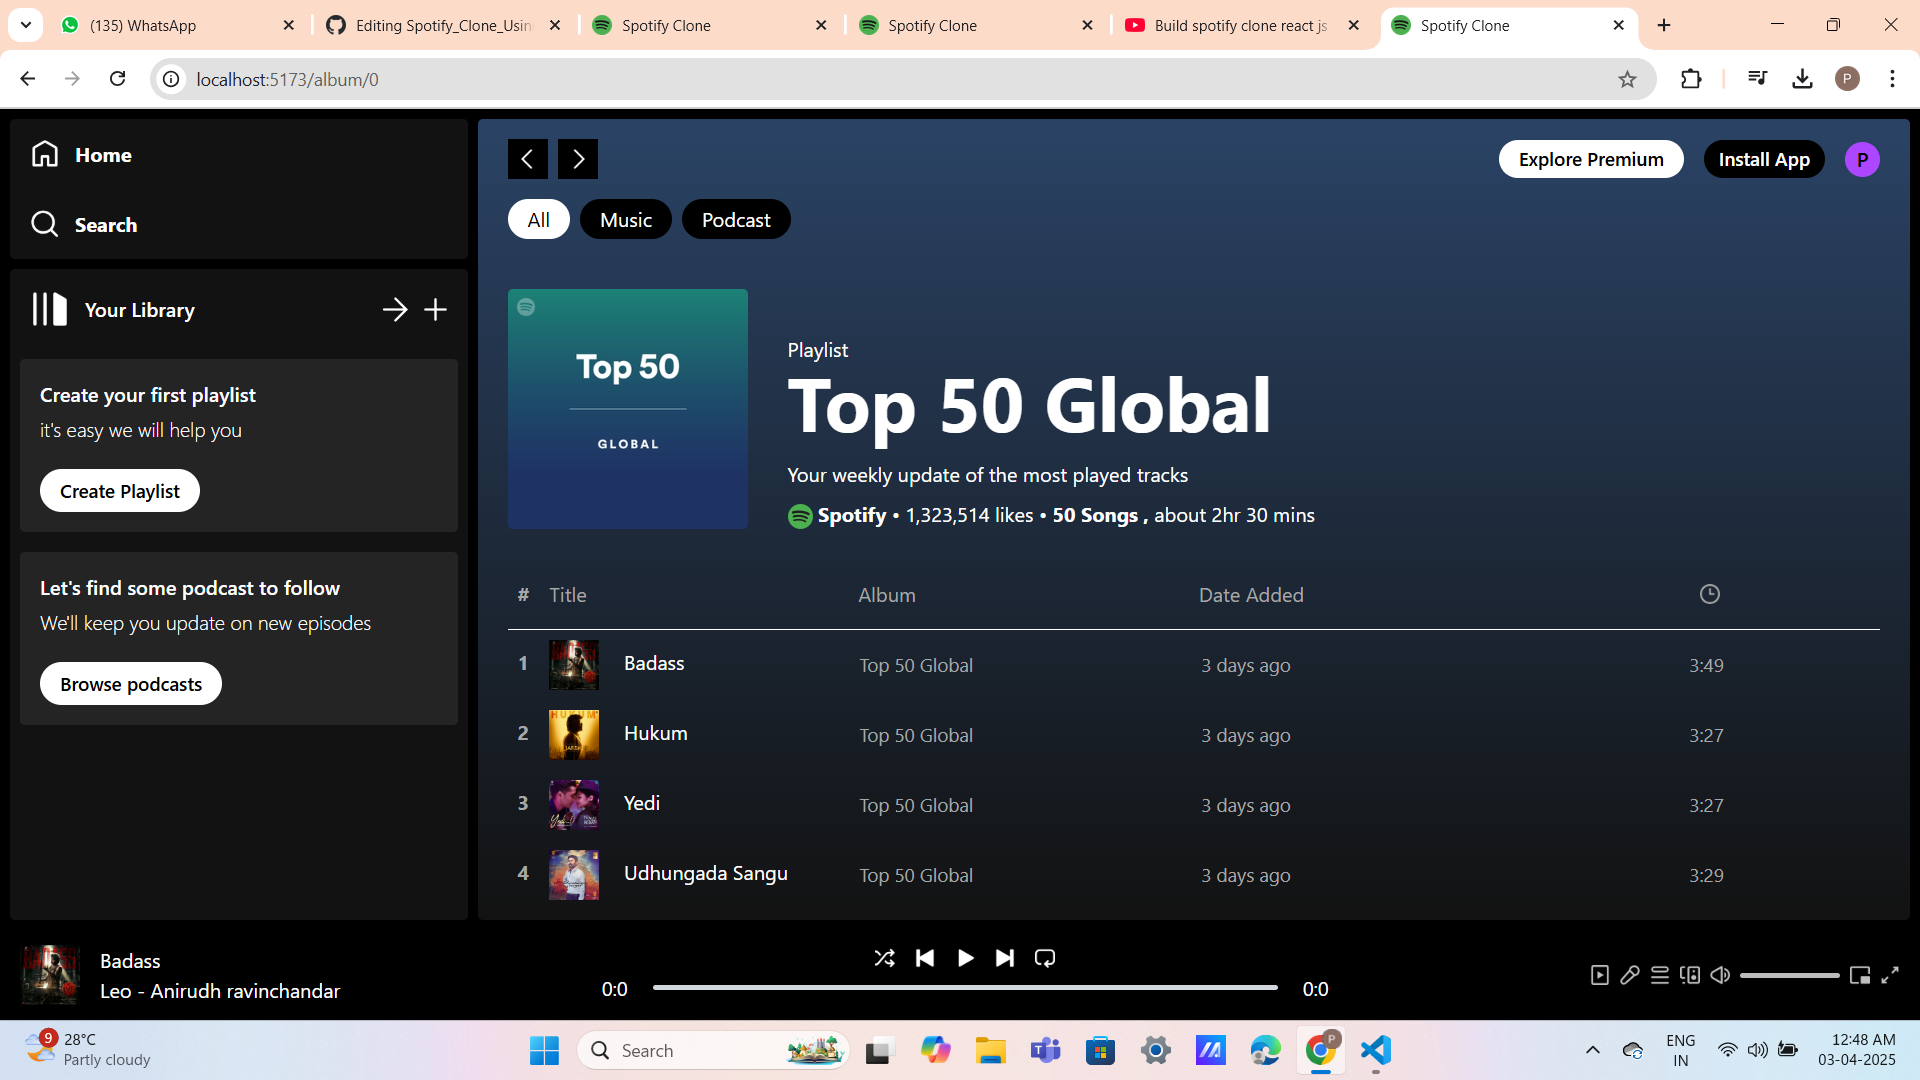 (135) WhatsApp
Editing Spotify_Clone_Usin
Spotify Clone
Spotify Clone
Build spotify clone react js
Spotify Clone
localhost:5173/album/0
P
Home
Search
Your Library
Create your first playlist
it's easy we will help you
Create Playlist
Let's find some podcast to follow
We'll keep you update on new episodes
Browse podcasts
Explore Premium
Install App
P
All
Music
Podcast
Top 50
GLOBAL
Playlist
Top 50 Global
Your weekly update of the most played tracks
Spotify • 1,323,514 likes • 50 Songs , about 2hr 30 mins
# Title Album Date Added
1 Badass Top 50 Global 3 days ago 3:49
2 Hukum Top 50 Global 3 days ago 3:27
3 Yedi Top 50 Global 3 days ago 3:27
4 Udhungada Sangu Top 50 Global 3 days ago 3:29
Badass
Leo - Anirudh ravinchandar
0:0
0:0
9
28°C
Partly cloudy
Search
P
ENG
IN
12:48 AM
03-04-2025